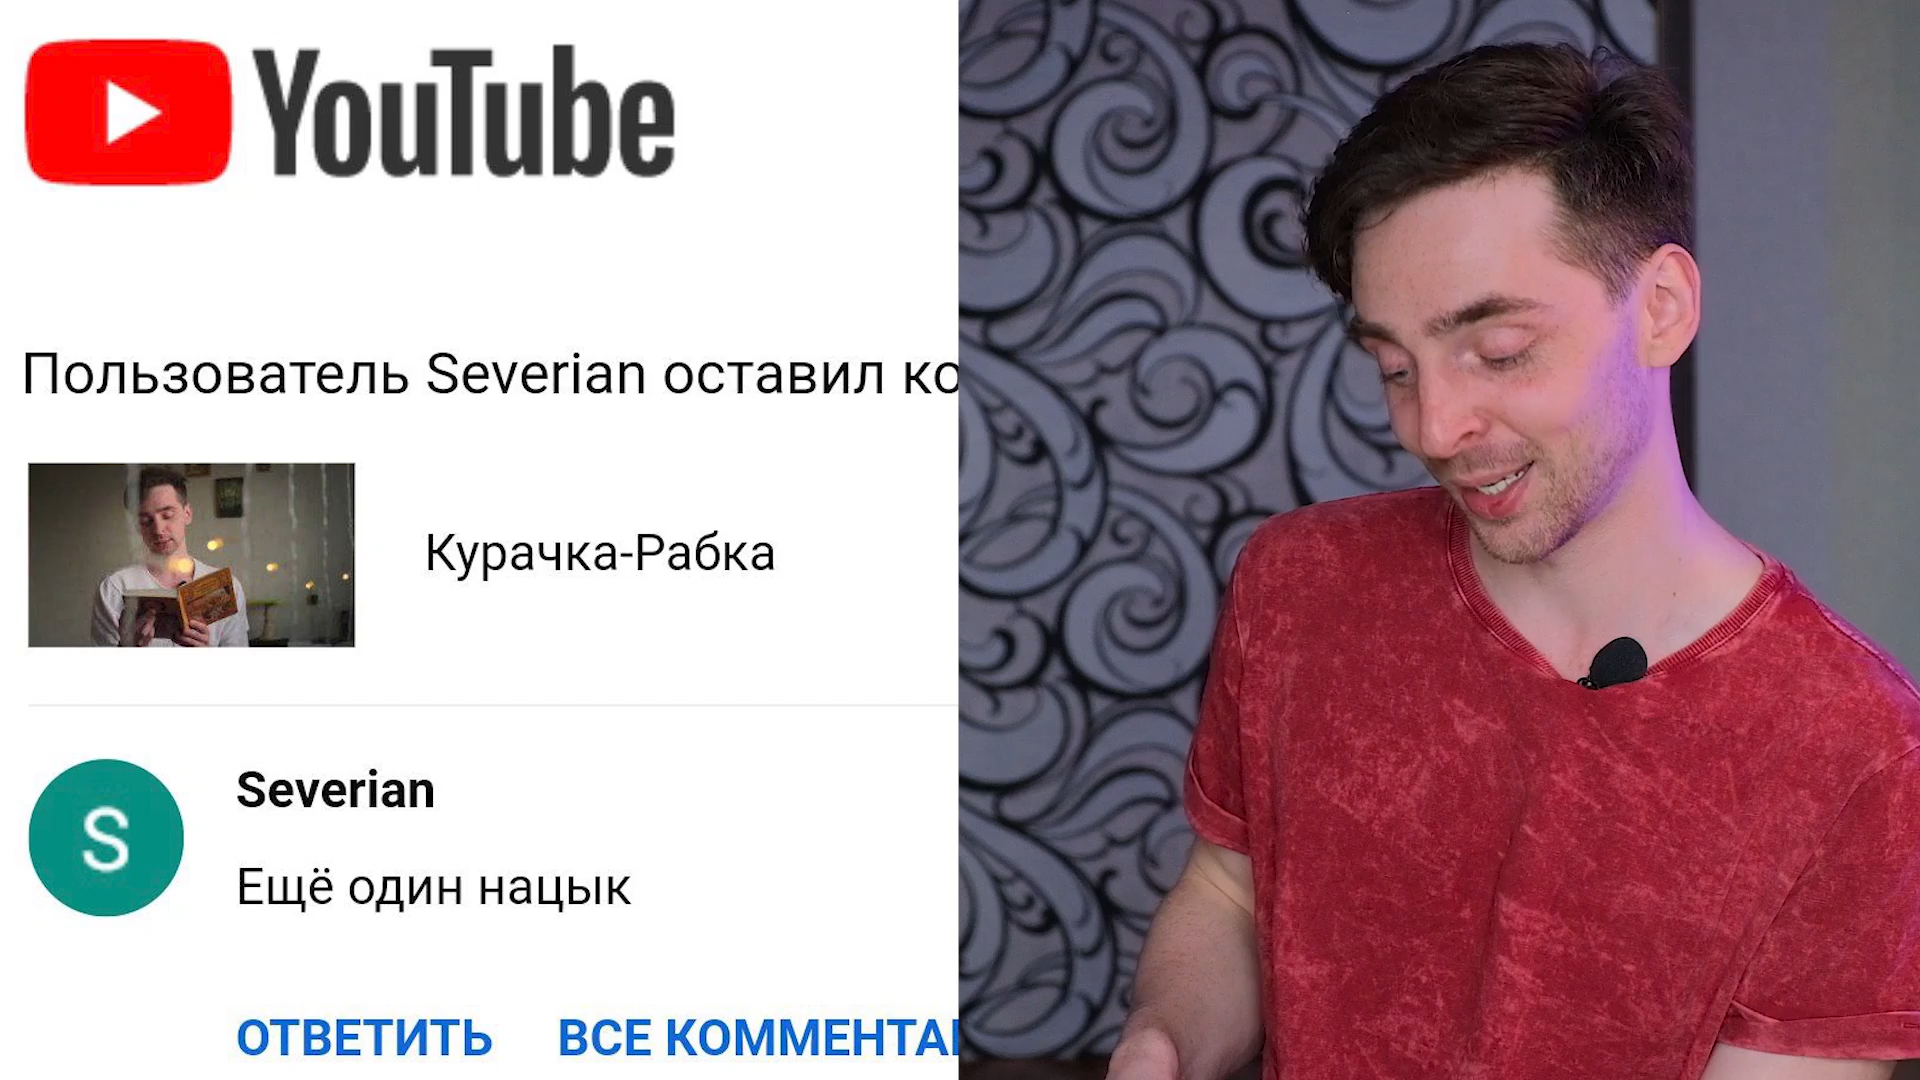 YouTube
Пользователь Severian оставил ко
Курачка-Рабка
S
Severian
Ещё один нацык
ОТВЕТИТЬ ВСЕ КОММЕНТА